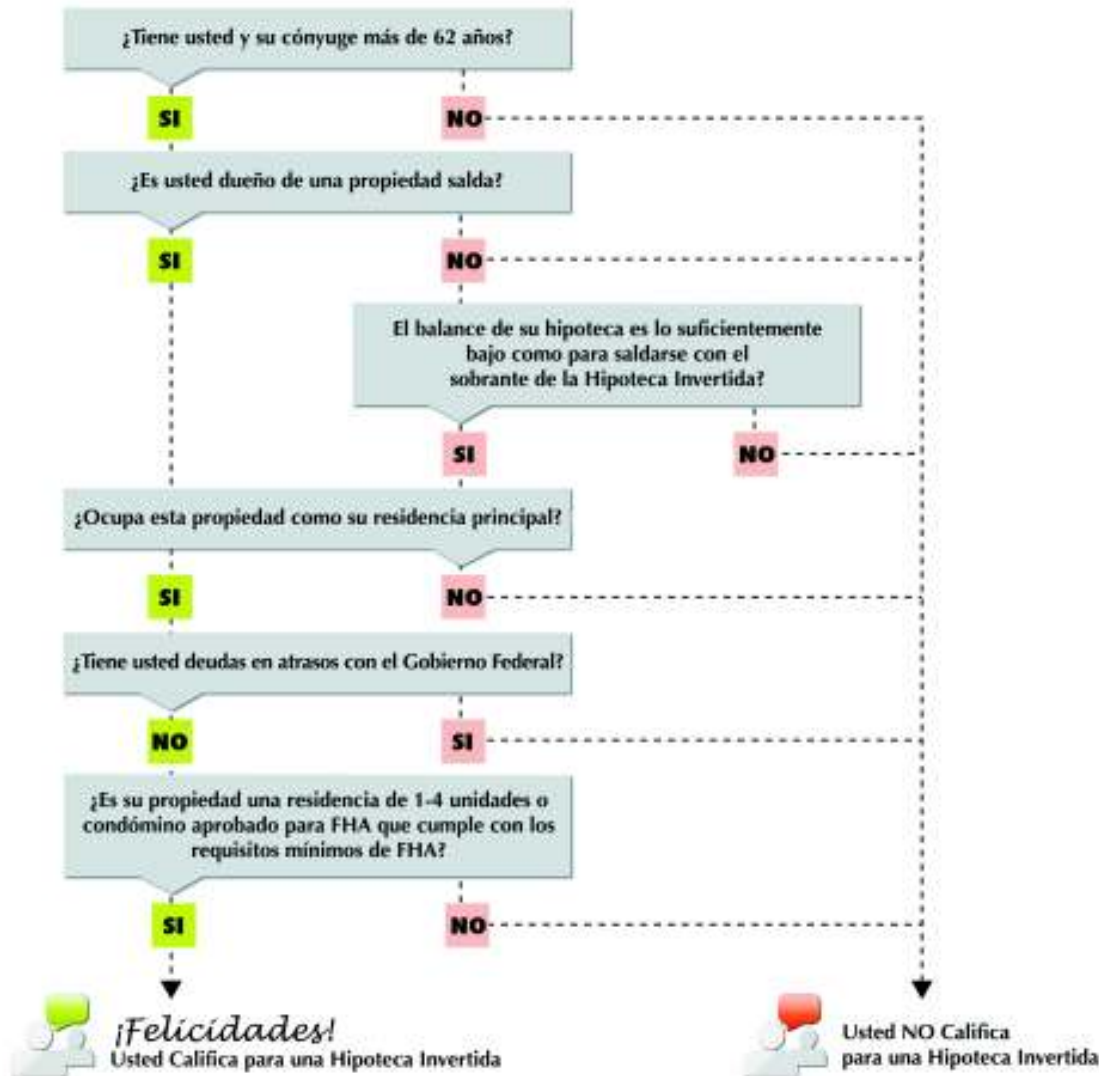 ¿Tiene usted y su cónyuge más de 62 años?
SI
NO
¿Es usted dueño de una propiedad salda?
SI
NO
El balance de su hipoteca es lo suficientemente
bajo como para saldarse con el
sobrante de la Hipoteca Invertida?
SI
NO
¿Ocupa esta propiedad como su residencia principal?
SI
NO
¿Tiene usted deudas en atrasos con el Gobierno Federal?
NO
SI
¿Es su propiedad una residencia de 1-4 unidades o
condómino aprobado para FHA que cumple con los
requisitos mínimos de FHA?
SI
NO
¡Felicidades!
Usted Califica para una Hipoteca Invertida
Usted NO Califica
para una Hipoteca Invertida